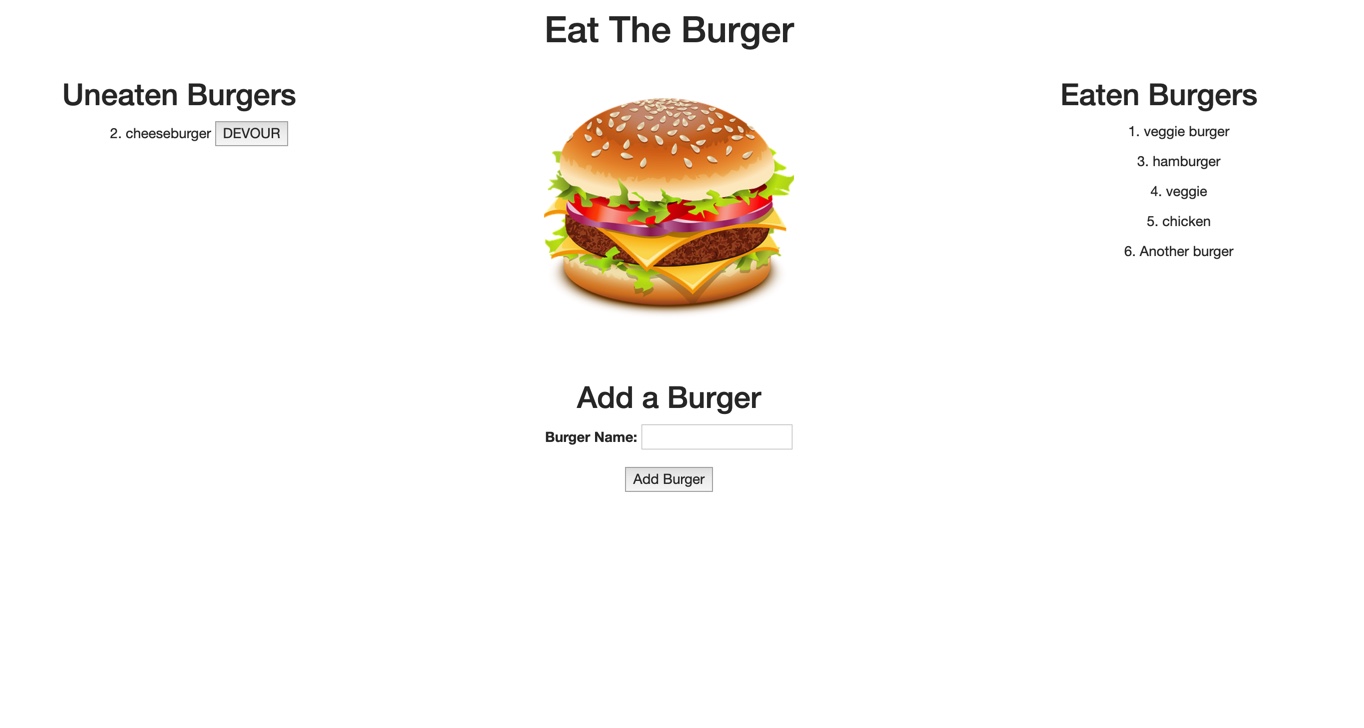 Eat The Burger
Uneaten Burgers
2. cheeseburger DEVOUR
Eaten Burgers
1. veggie burger
3. hamburger
4. veggie
5. chicken
6. Another burger
Add a Burger
Burger Name:
Add Burger